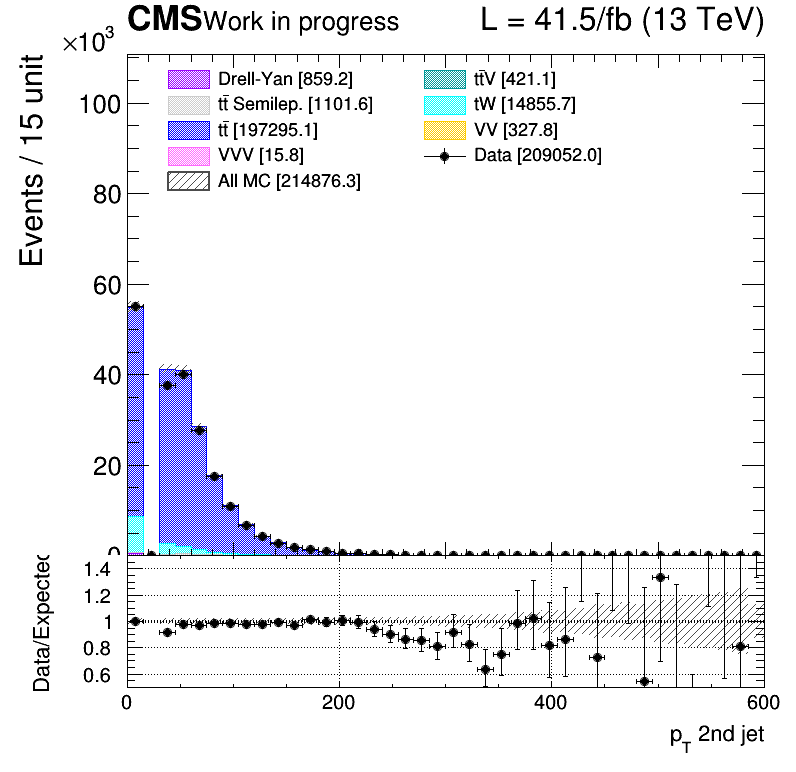 CMS Work in progress L = 41.5/fb (13 TeV)
×10³
Events / 15 unit
100
80
60
40
20
0
Drell-Yan [859.2]
tt̄ Semilep. [1101.6]
tt̄ [197295.1]
VVV [15.8]
All MC [214876.3]
tt̄V [421.1]
tW [14855.7]
VV [327.8]
Data [209052.0]
Data/Expected
1.4
1.2
1
0.8
0.6
0 200 400 600
p_T 2nd jet